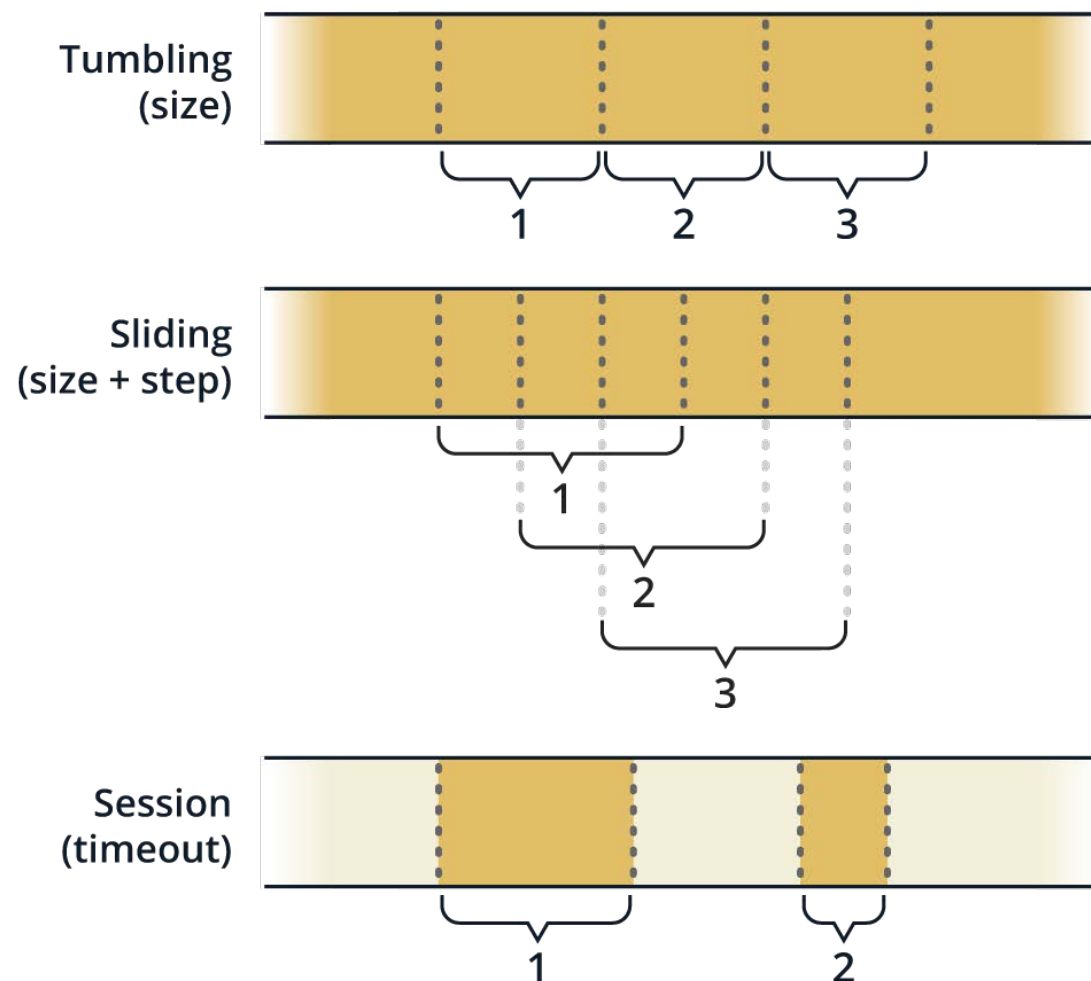 Tumbling
(size)
1 2 3
Sliding
(size + step)
1
2
3
Session
(timeout)
1 2